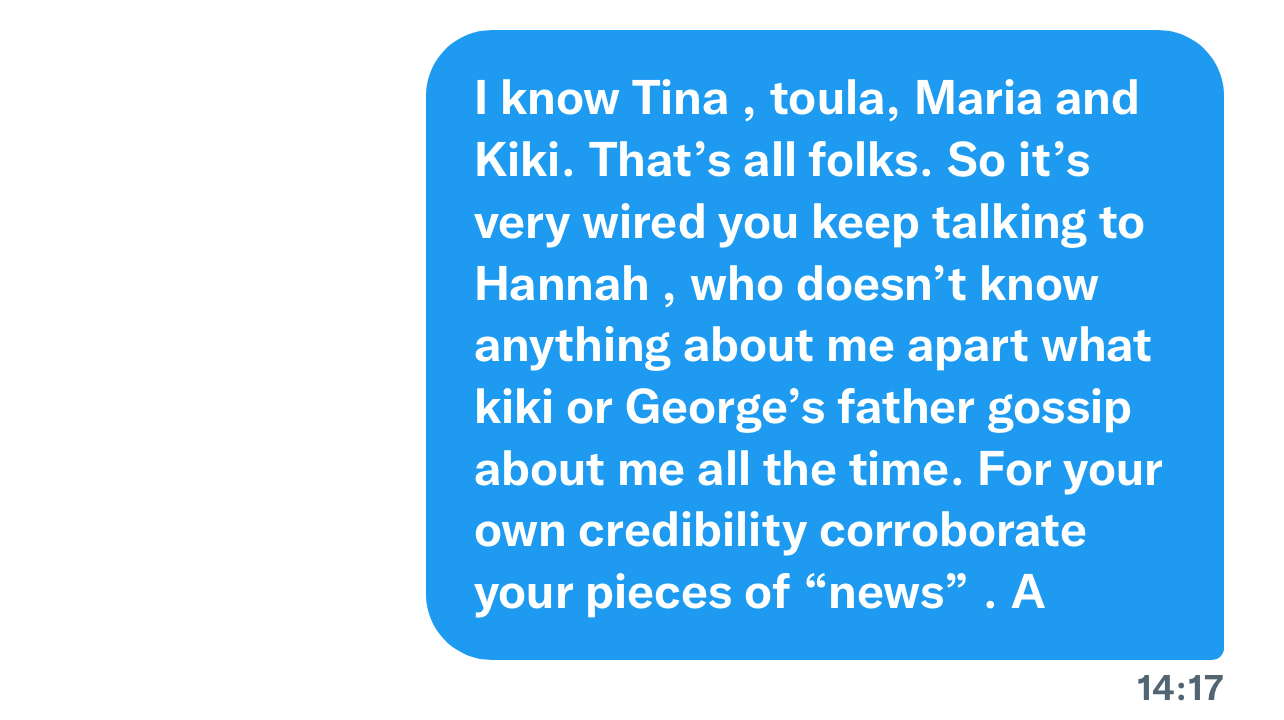 I know Tina , toula, Maria and
Kiki. That’s all folks. So it’s
very wired you keep talking to
Hannah , who doesn’t know
anything about me apart what
kiki or George’s father gossip
about me all the time. For your
own credibility corroborate
your pieces of “news” . A
14:17